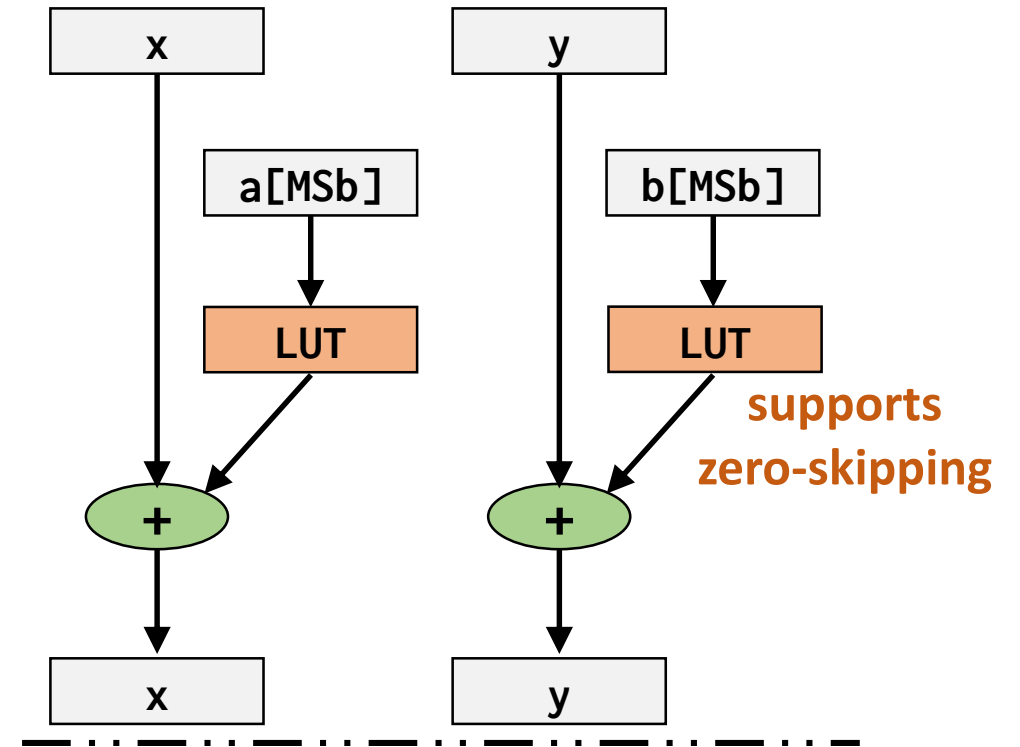 x
y
a[MSb]
b[MSb]
LUT
LUT
supports
zero-skipping
+
+
x
y